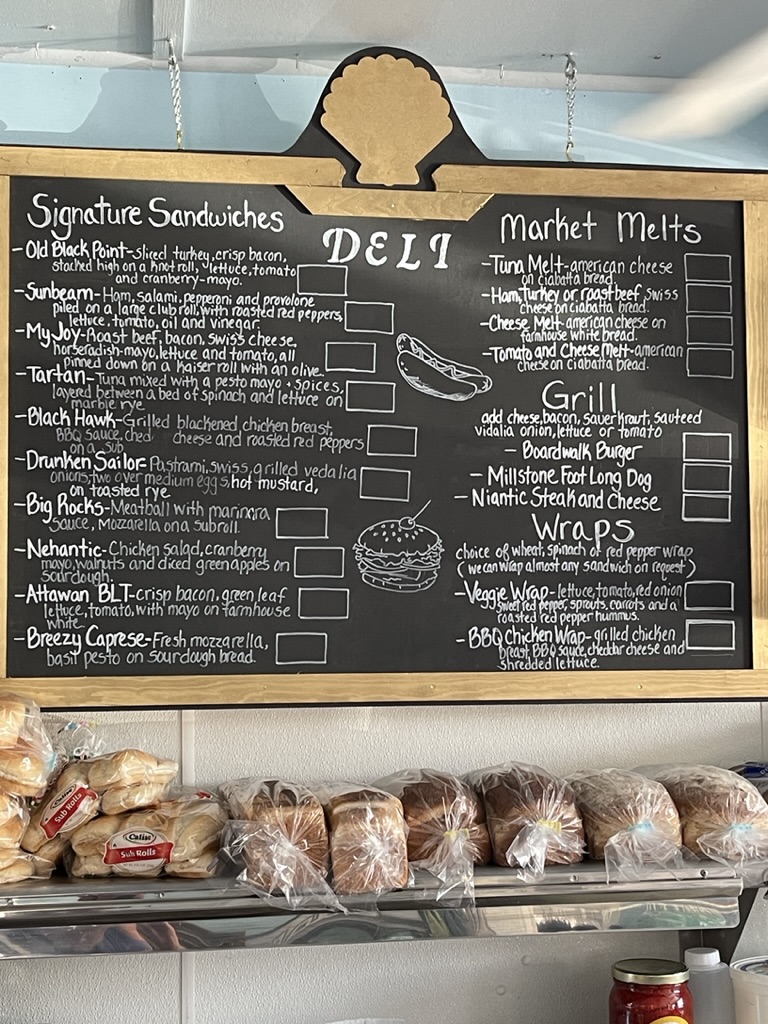 Signature Sandwiches
- Old Black Point - sliced turkey, crisp bacon,
stacked high on a knot roll, lettuce, tomato
and cranberry-mayo.
- Sunbeam - Ham, salami, pepperoni and provolone
piled on a large club roll, with roasted red peppers,
lettuce, tomato, oil and vinegar.
- My Joy - Roast beef, bacon, swiss cheese,
horseradish-mayo, lettuce and tomato, all
pinned down on a kaiser roll with an olive.
- Tartan - Tuna mixed with a pesto mayo + spices,
layered between a bed of spinach and lettuce on
marble rye
- Black Hawk - Grilled blackened, chicken breast,
BBQ sauce, ched cheese and roasted red peppers
on a sub
- Drunken Sailor - Pastrami, swiss, grilled vedalia
onions, two over medium eggs, hot mustard,
on toasted rye
- Big Rocks - Meatball with marinara
sauce, Mozzarella on a sub roll.
- Nehantic - Chicken salad, cranberry
mayo, walnuts and diced green apples on
sourdough.
- Attawan BLT - crisp bacon, green leaf
lettuce, tomato, with mayo on farmhouse
white.
- Breezy Caprese - Fresh mozzarella,
basil pesto on sourdough bread.
DELI
Market Melts
- Tuna Melt - american cheese
on ciabatta bread.
- Ham, Turkey or roast beef, swiss
cheese on ciabatta bread.
- Cheese Melt - american cheese on
farmhouse white bread.
- Tomato and Cheese Melt - american
cheese on ciabatta bread.
Grill
add cheese, bacon, sauerkraut, sauteed
vidalia onion, lettuce or tomato
- Boardwalk Burger
- Millstone Foot Long Dog
- Niantic Steak and Cheese
Wraps
choice of wheat, spinach or red pepper wrap
(we can wrap almost any sandwich on request)
- Veggie Wrap - lettuce, tomato, red onion
sweet red pepper, sprouts, carrots and a
roasted red pepper hummus.
- BBQ Chicken Wrap - grilled chicken
breast, BBQ sauce, cheddar cheese and
shredded lettuce.
Calise
Sub Rolls
Calise
Sub Rolls